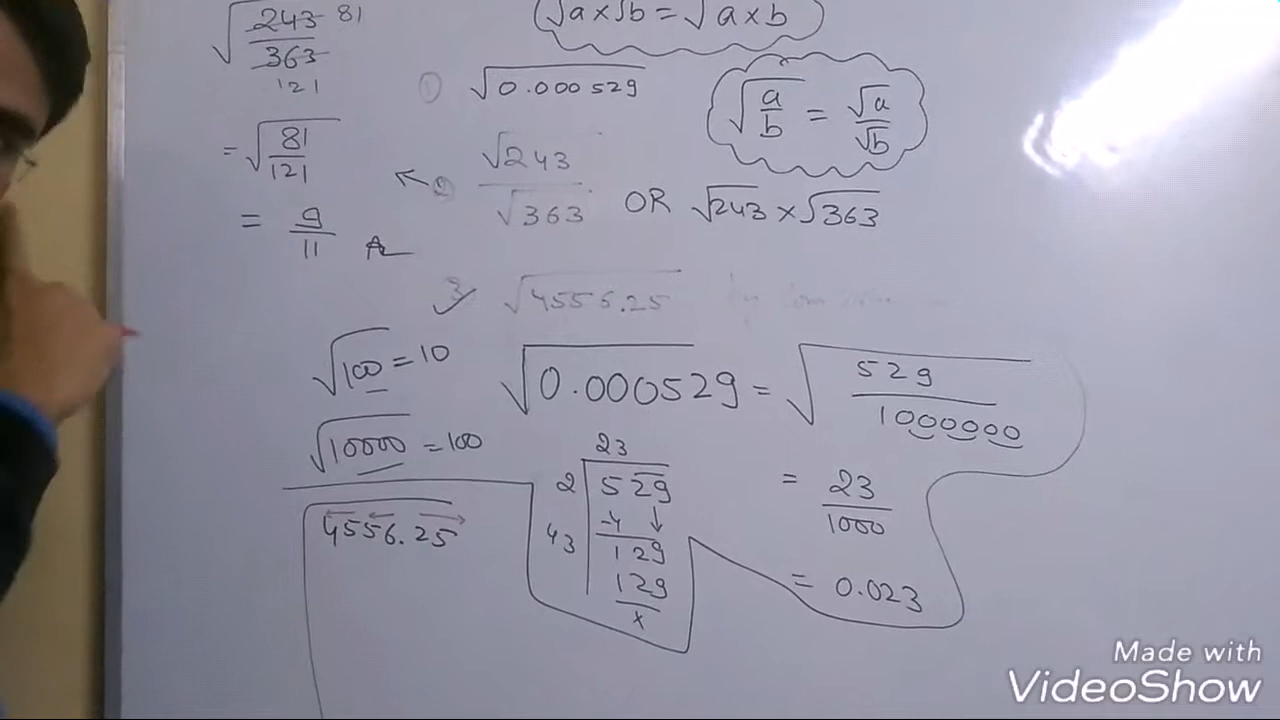 √a × √b = √a × b
√243/363 81
121
= √81/121
= 9/11 A
① √0.000529
√a/b = √a/√b
← ② √243/√363 OR √243 × √363
3 √4556.25 by
√100 = 10
√10000 = 100
√0.000529 = √529/1000000
= 23/1000
= 0.023
23
2 529
-4
43 129
129
x
4556.25
Made with
VideoShow